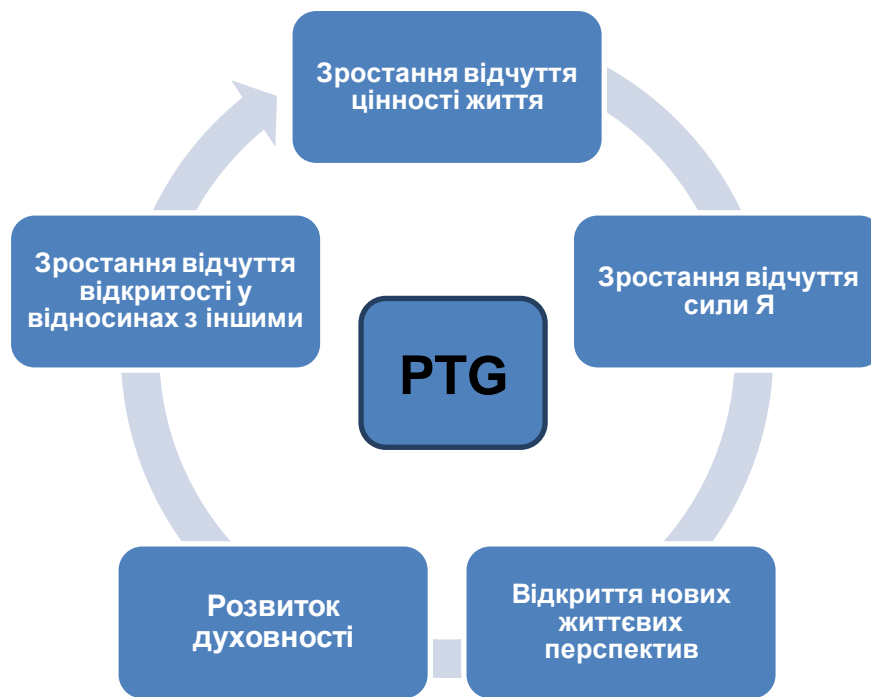 Зростання відчуття
цінності життя
Зростання відчуття
сили Я
Відкриття нових
життєвих
перспектив
Розвиток
духовності
Зростання відчуття
відкритості у
відносинах з іншими
PTG